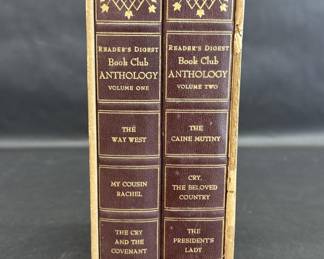 READER'S DIGEST
Book Club
ANTHOLOGY
VOLUME ONE
THE
WAY WEST
MY COUSIN
RACHEL
THE CRY
AND THE
COVENANT
READER'S DIGEST
Book Club
ANTHOLOGY
VOLUME TWO
THE
CAINE MUTINY
CRY,
THE BELOVED
COUNTRY
THE
PRESIDENT'S
LADY